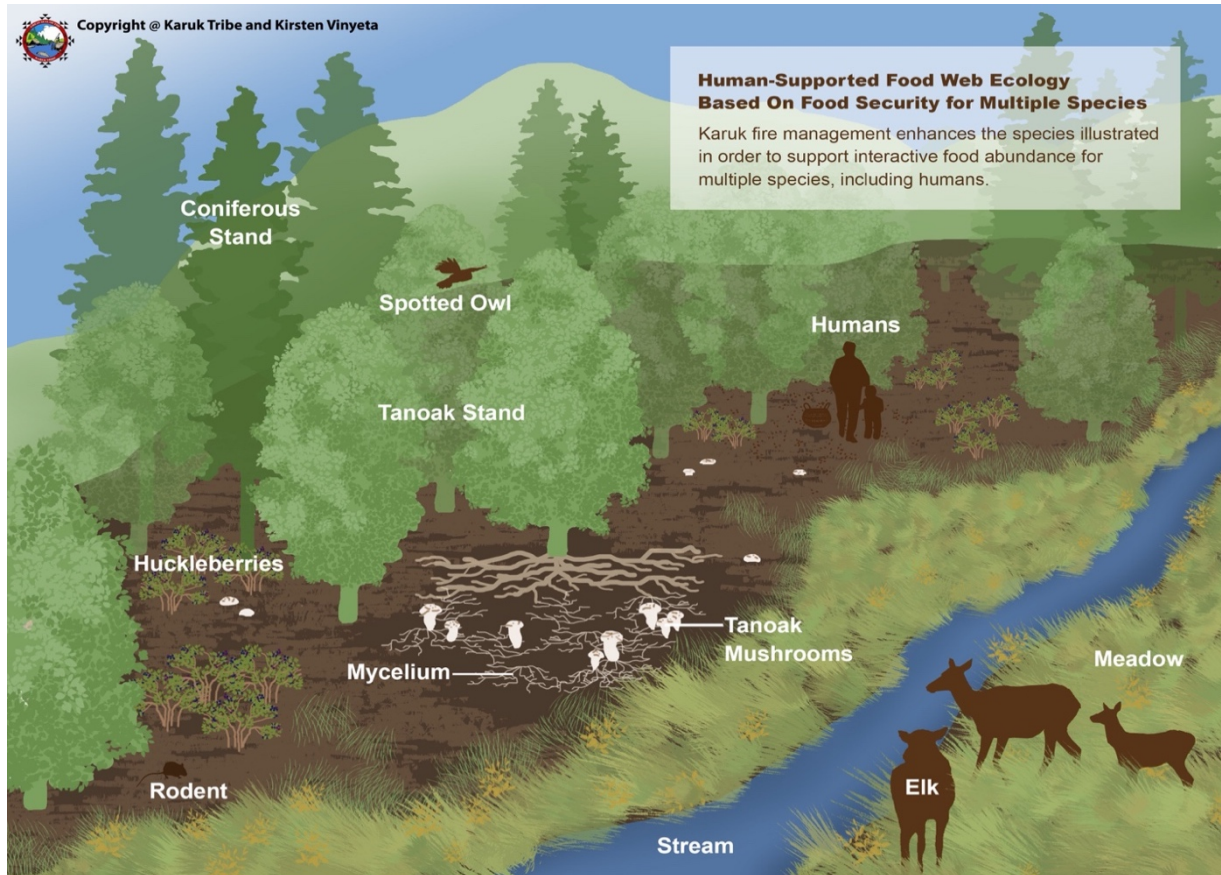 Copyright @ Karuk Tribe and Kirsten Vinyeta
Human-Supported Food Web Ecology
Based On Food Security for Multiple Species
Karuk fire management enhances the species illustrated
in order to support interactive food abundance for
multiple species, including humans.
Coniferous
Stand
Spotted Owl
Humans
Tanoak Stand
Huckleberries
Tanoak
Mushrooms
Mycelium
Meadow
Rodent
Elk
Stream